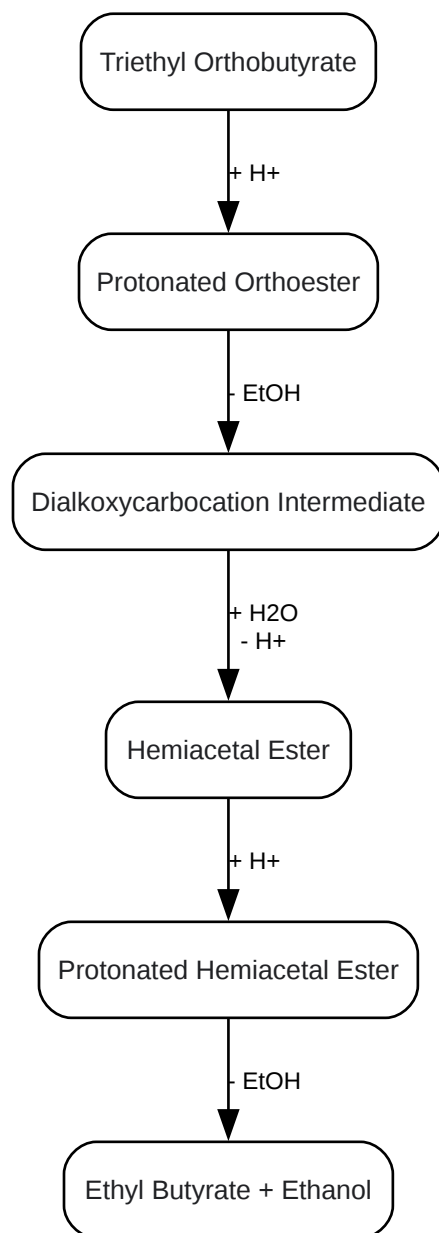 Triethyl Orthobutyrate
+ H+
Protonated Orthoester
- EtOH
Dialkoxycarbocation Intermediate
+ H2O
- H+
Hemiacetal Ester
+ H+
Protonated Hemiacetal Ester
- EtOH
Ethyl Butyrate + Ethanol